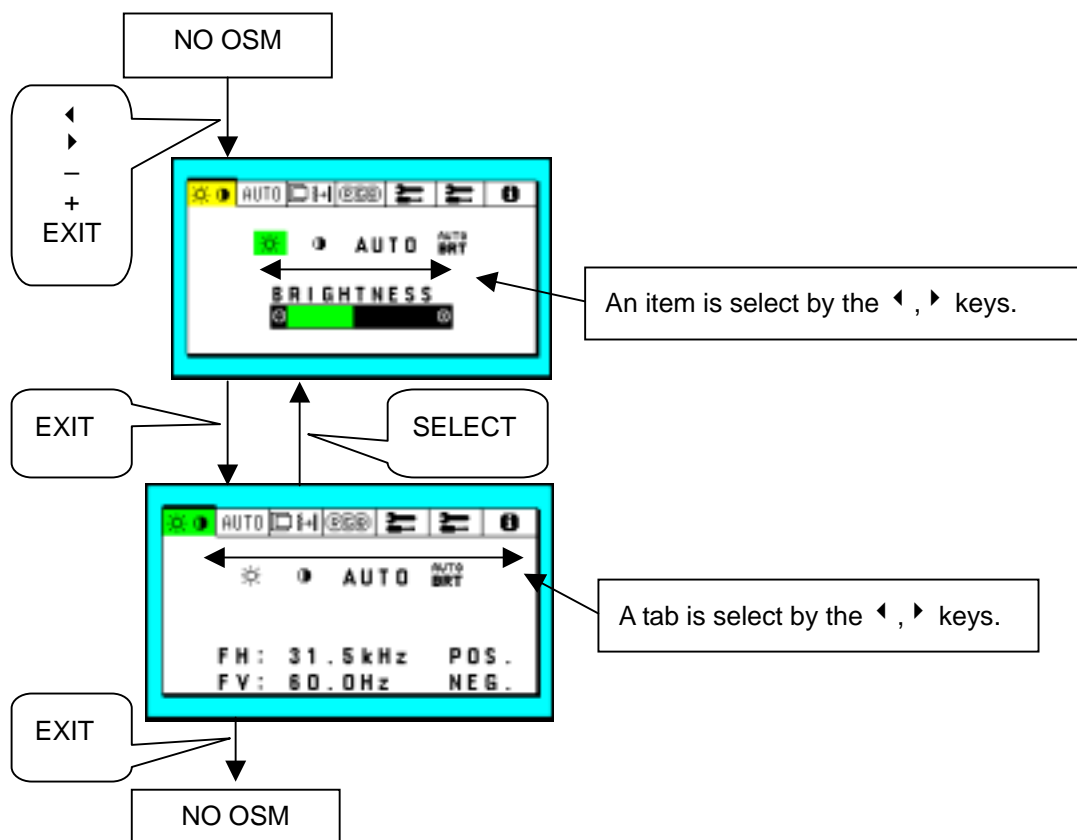 NO OSM
–
+
EXIT
AUTO RGB
AUTO AUTO BRT
BRIGHTNESS
An item is select by the , keys.
EXIT
SELECT
AUTO RGB
AUTO AUTO BRT
A tab is select by the , keys.
FH: 31.5kHz POS.
FV: 60.0Hz NEG.
EXIT
NO OSM